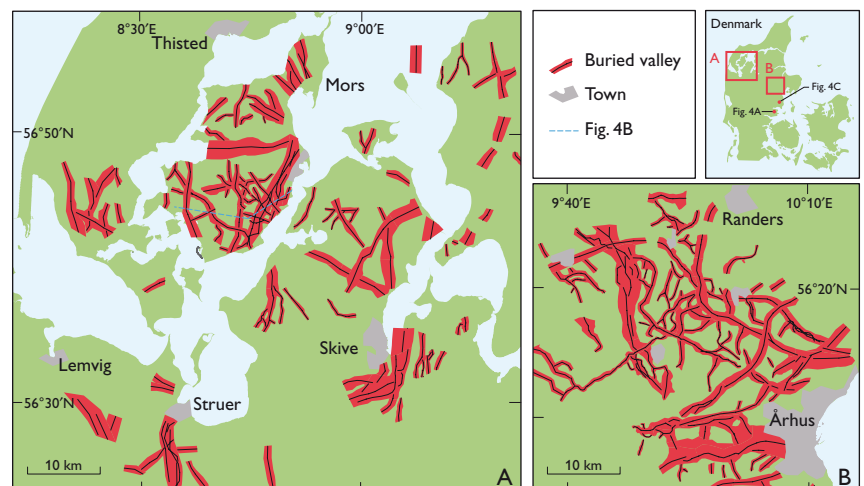 8°30'E
9°00'E
Thisted
Mors
56°50'N
Skive
Lemvig
Struer
56°30'N
10 km
A
Buried valley
Town
Fig. 4B
Denmark
A
B
Fig. 4C
Fig. 4A
9°40'E
10°10'E
Randers
56°20'N
Århus
10 km
B